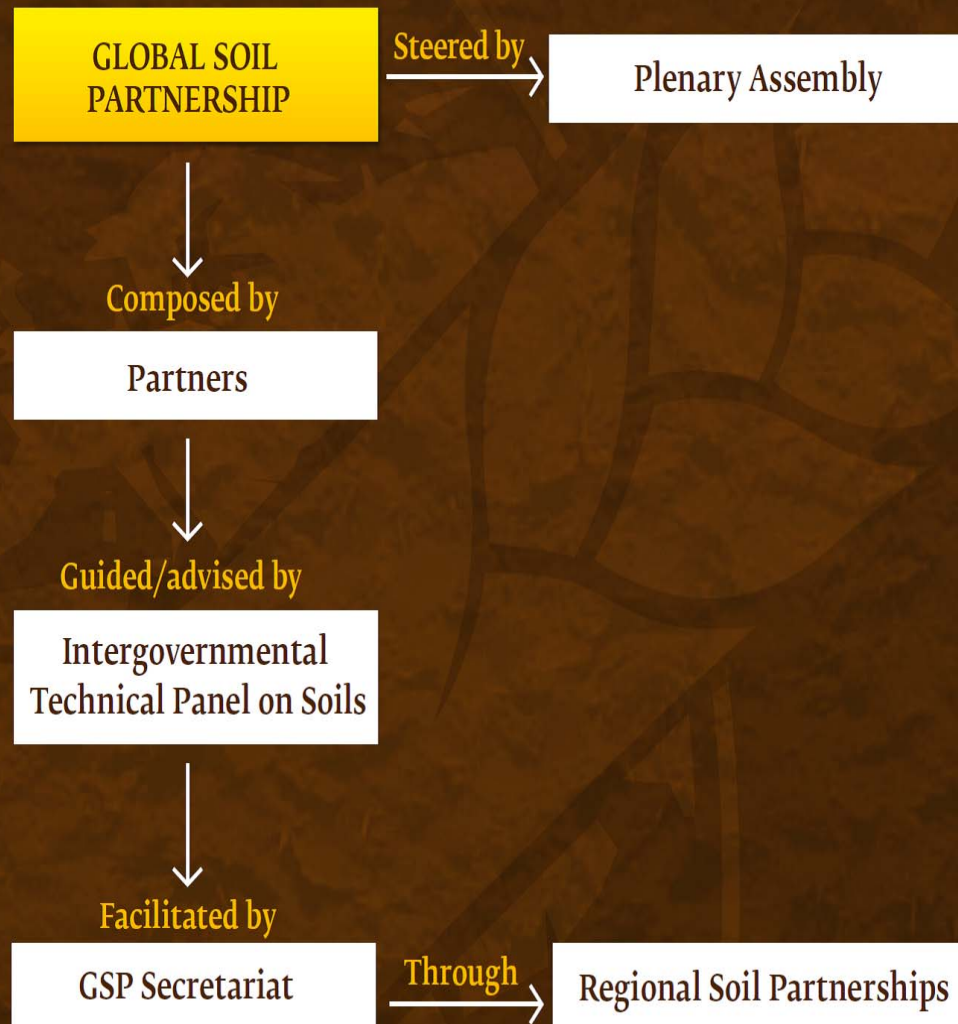 GLOBAL SOIL
PARTNERSHIP
Steered by
Plenary Assembly
Composed by
Partners
Guided/advised by
Intergovernmental
Technical Panel on Soils
Facilitated by
GSP Secretariat
Through
Regional Soil Partnerships